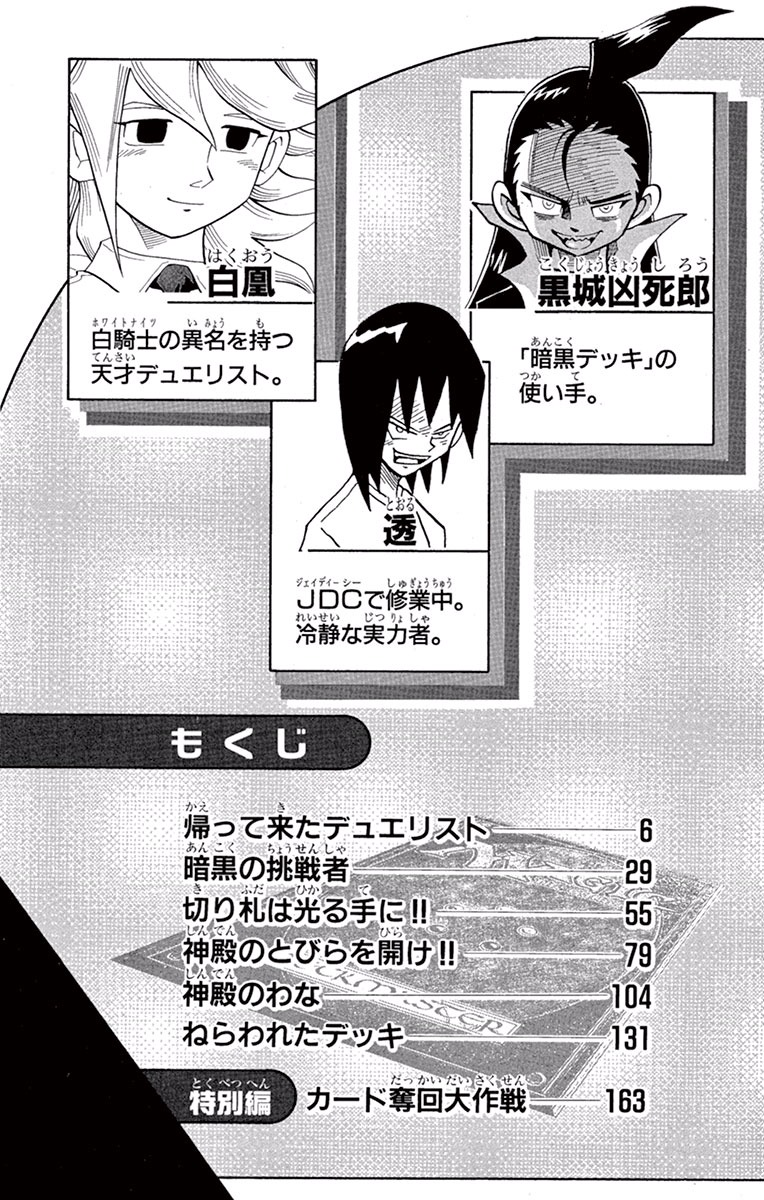 黒城凶死郎
「暗黒デッキ」の
使い手。
白凰
白騎士の異名を持つ
天才デュエリスト。
透
JDCで修業中。
冷静な実力者。
もくじ
帰って来たデュエリスト 6
暗黒の挑戦者 29
切り札は光る手に!! 55
神殿のとびらを開け!! 79
神殿のわな 104
ねらわれたデッキ 131
特別編 カード奪回大作戦 163